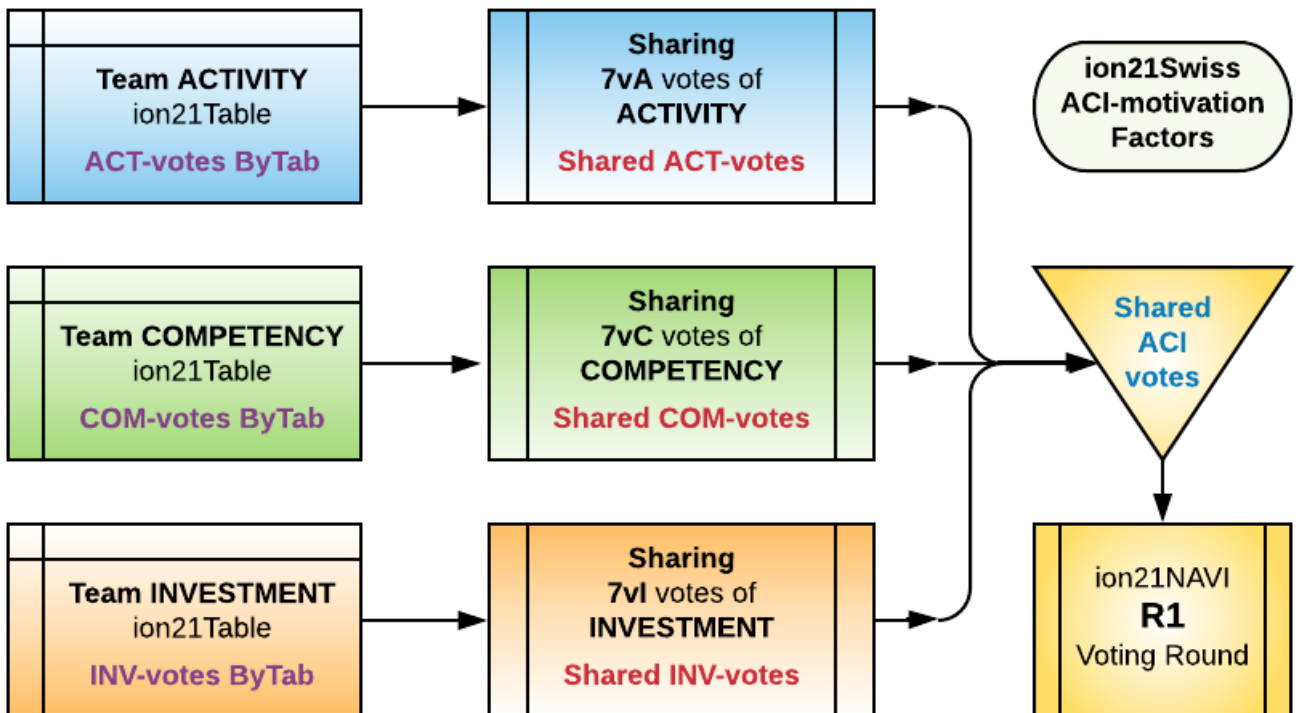 Team ACTIVITY
ion21Table
ACT-votes ByTab
Sharing
7vA votes of
ACTIVITY
Shared ACT-votes
ion21Swiss
ACI-motivation
Factors
Team COMPETENCY
ion21Table
COM-votes ByTab
Sharing
7vC votes of
COMPETENCY
Shared COM-votes
Shared
ACI
votes
Team INVESTMENT
ion21Table
INV-votes ByTab
Sharing
7vI votes of
INVESTMENT
Shared INV-votes
ion21NAVI
R1
Voting Round